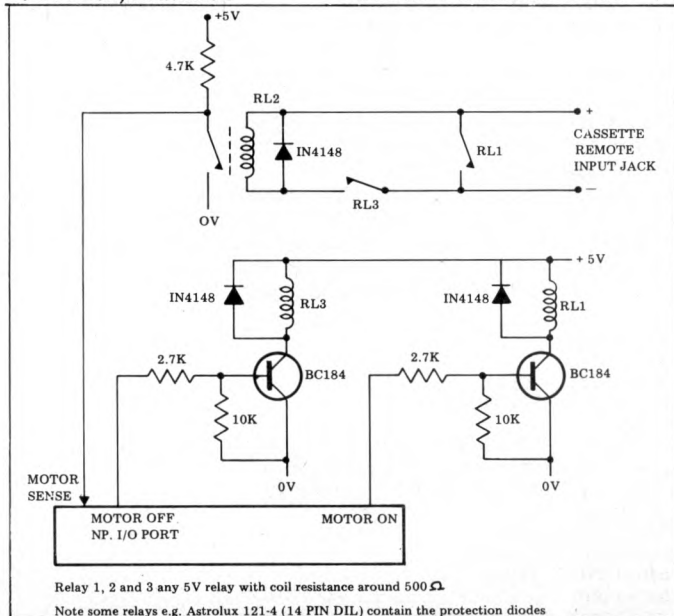 +5V
4.7K
RL2
IN4148
RL1
+
CASSETTE
REMOTE
INPUT JACK
—
RL3
OV
+ 5V
IN4148
RL3
IN4148
RL1
2.7K
BC184
2.7K
BC184
10K
10K
0V
0V
MOTOR
SENSE
MOTOR OFF
MOTOR ON
NP. I/O PORT
Relay 1, 2 and 3 any 5V relay with coil resistance around 500Ω
Note some relays e.g. Astrolux 121-4 (14 PIN DIL) contain the protection diodes